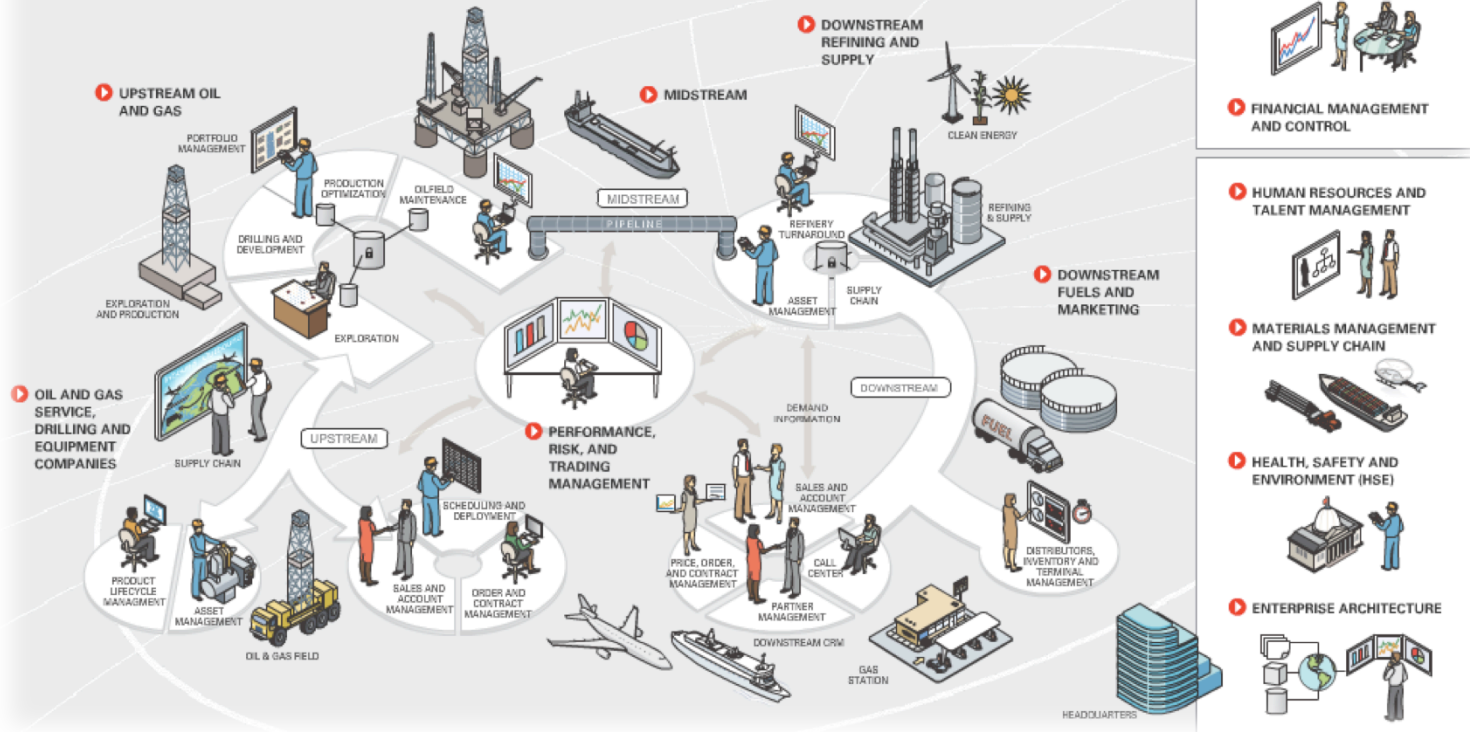 DOWNSTREAM
REFINING AND
SUPPLY
UPSTREAM OIL
AND GAS
MIDSTREAM
FINANCIAL MANAGEMENT
AND CONTROL
PORTFOLIO
MANAGEMENT
CLEAN ENERGY
PRODUCTION
OPTIMIZATION
OILFIELD
MAINTENANCE
MIDSTREAM
PIPELINE
HUMAN RESOURCES AND
TALENT MANAGEMENT
REFINING
& SUPPLY
REFINERY
TURNAROUND
DRILLING AND
DEVELOPMENT
DOWNSTREAM
FUELS AND
MARKETING
EXPLORATION
AND PRODUCTION
ASSET
MANAGEMENT
SUPPLY
CHAIN
EXPLORATION
MATERIALS MANAGEMENT
AND SUPPLY CHAIN
OIL AND GAS
SERVICE,
DRILLING AND
EQUIPMENT
COMPANIES
DOWNSTREAM
DEMAND
INFORMATION
FUEL
UPSTREAM
PERFORMANCE,
RISK, AND
TRADING
MANAGEMENT
SUPPLY CHAIN
HEALTH, SAFETY AND
ENVIRONMENT (HSE)
SALES AND
ACCOUNT
MANAGEMENT
SCHEDULING AND
DEPLOYMENT
DISTRIBUTORS,
INVENTORY AND
TERMINAL
MANAGEMENT
PRICE, ORDER,
AND CONTRACT
MANAGEMENT
CALL
CENTER
PRODUCT
LIFECYCLE
MANAGMENT
ASSET
MANAGEMENT
SALES AND
ACCOUNT
MANAGEMENT
ORDER AND
CONTRACT
MANAGEMENT
PARTNER
MANAGEMENT
ENTERPRISE ARCHITECTURE
DOWNSTREAM CRM
OIL & GAS FIELD
GAS
STATION
HEADQUARTERS